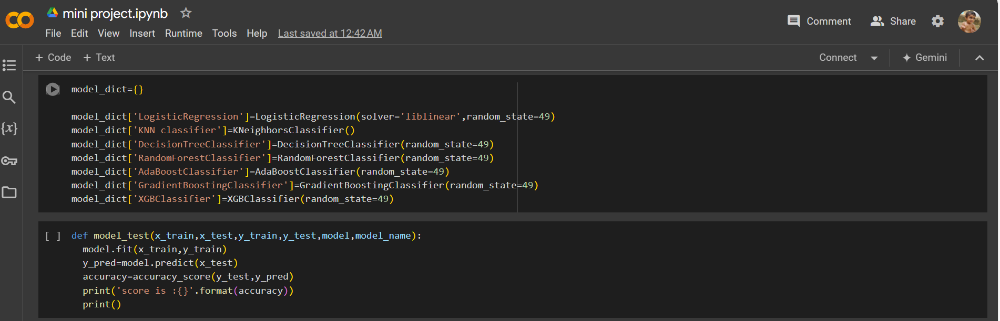 mini project.ipynb
File Edit View Insert Runtime Tools Help Last saved at 12:42 AM
Comment Share
+ Code + Text
Connect Gemini
{x}
model_dict={}
model_dict['LogisticRegression']=LogisticRegression(solver='liblinear',random_state=49)
model_dict['KNN classifier']=KNeighborsClassifier()
model_dict['DecisionTreeClassifier']=DecisionTreeClassifier(random_state=49)
model_dict['RandomForestClassifier']=RandomForestClassifier(random_state=49)
model_dict['AdaBoostClassifier']=AdaBoostClassifier(random_state=49)
model_dict['GradientBoostingClassifier']=GradientBoostingClassifier(random_state=49)
model_dict['XGBClassifier']=XGBClassifier(random_state=49)
[ ] def model_test(x_train,x_test,y_train,y_test,model,model_name):
  model.fit(x_train,y_train)
  y_pred=model.predict(x_test)
  accuracy=accuracy_score(y_test,y_pred)
  print('score is :{}'.format(accuracy))
  print()